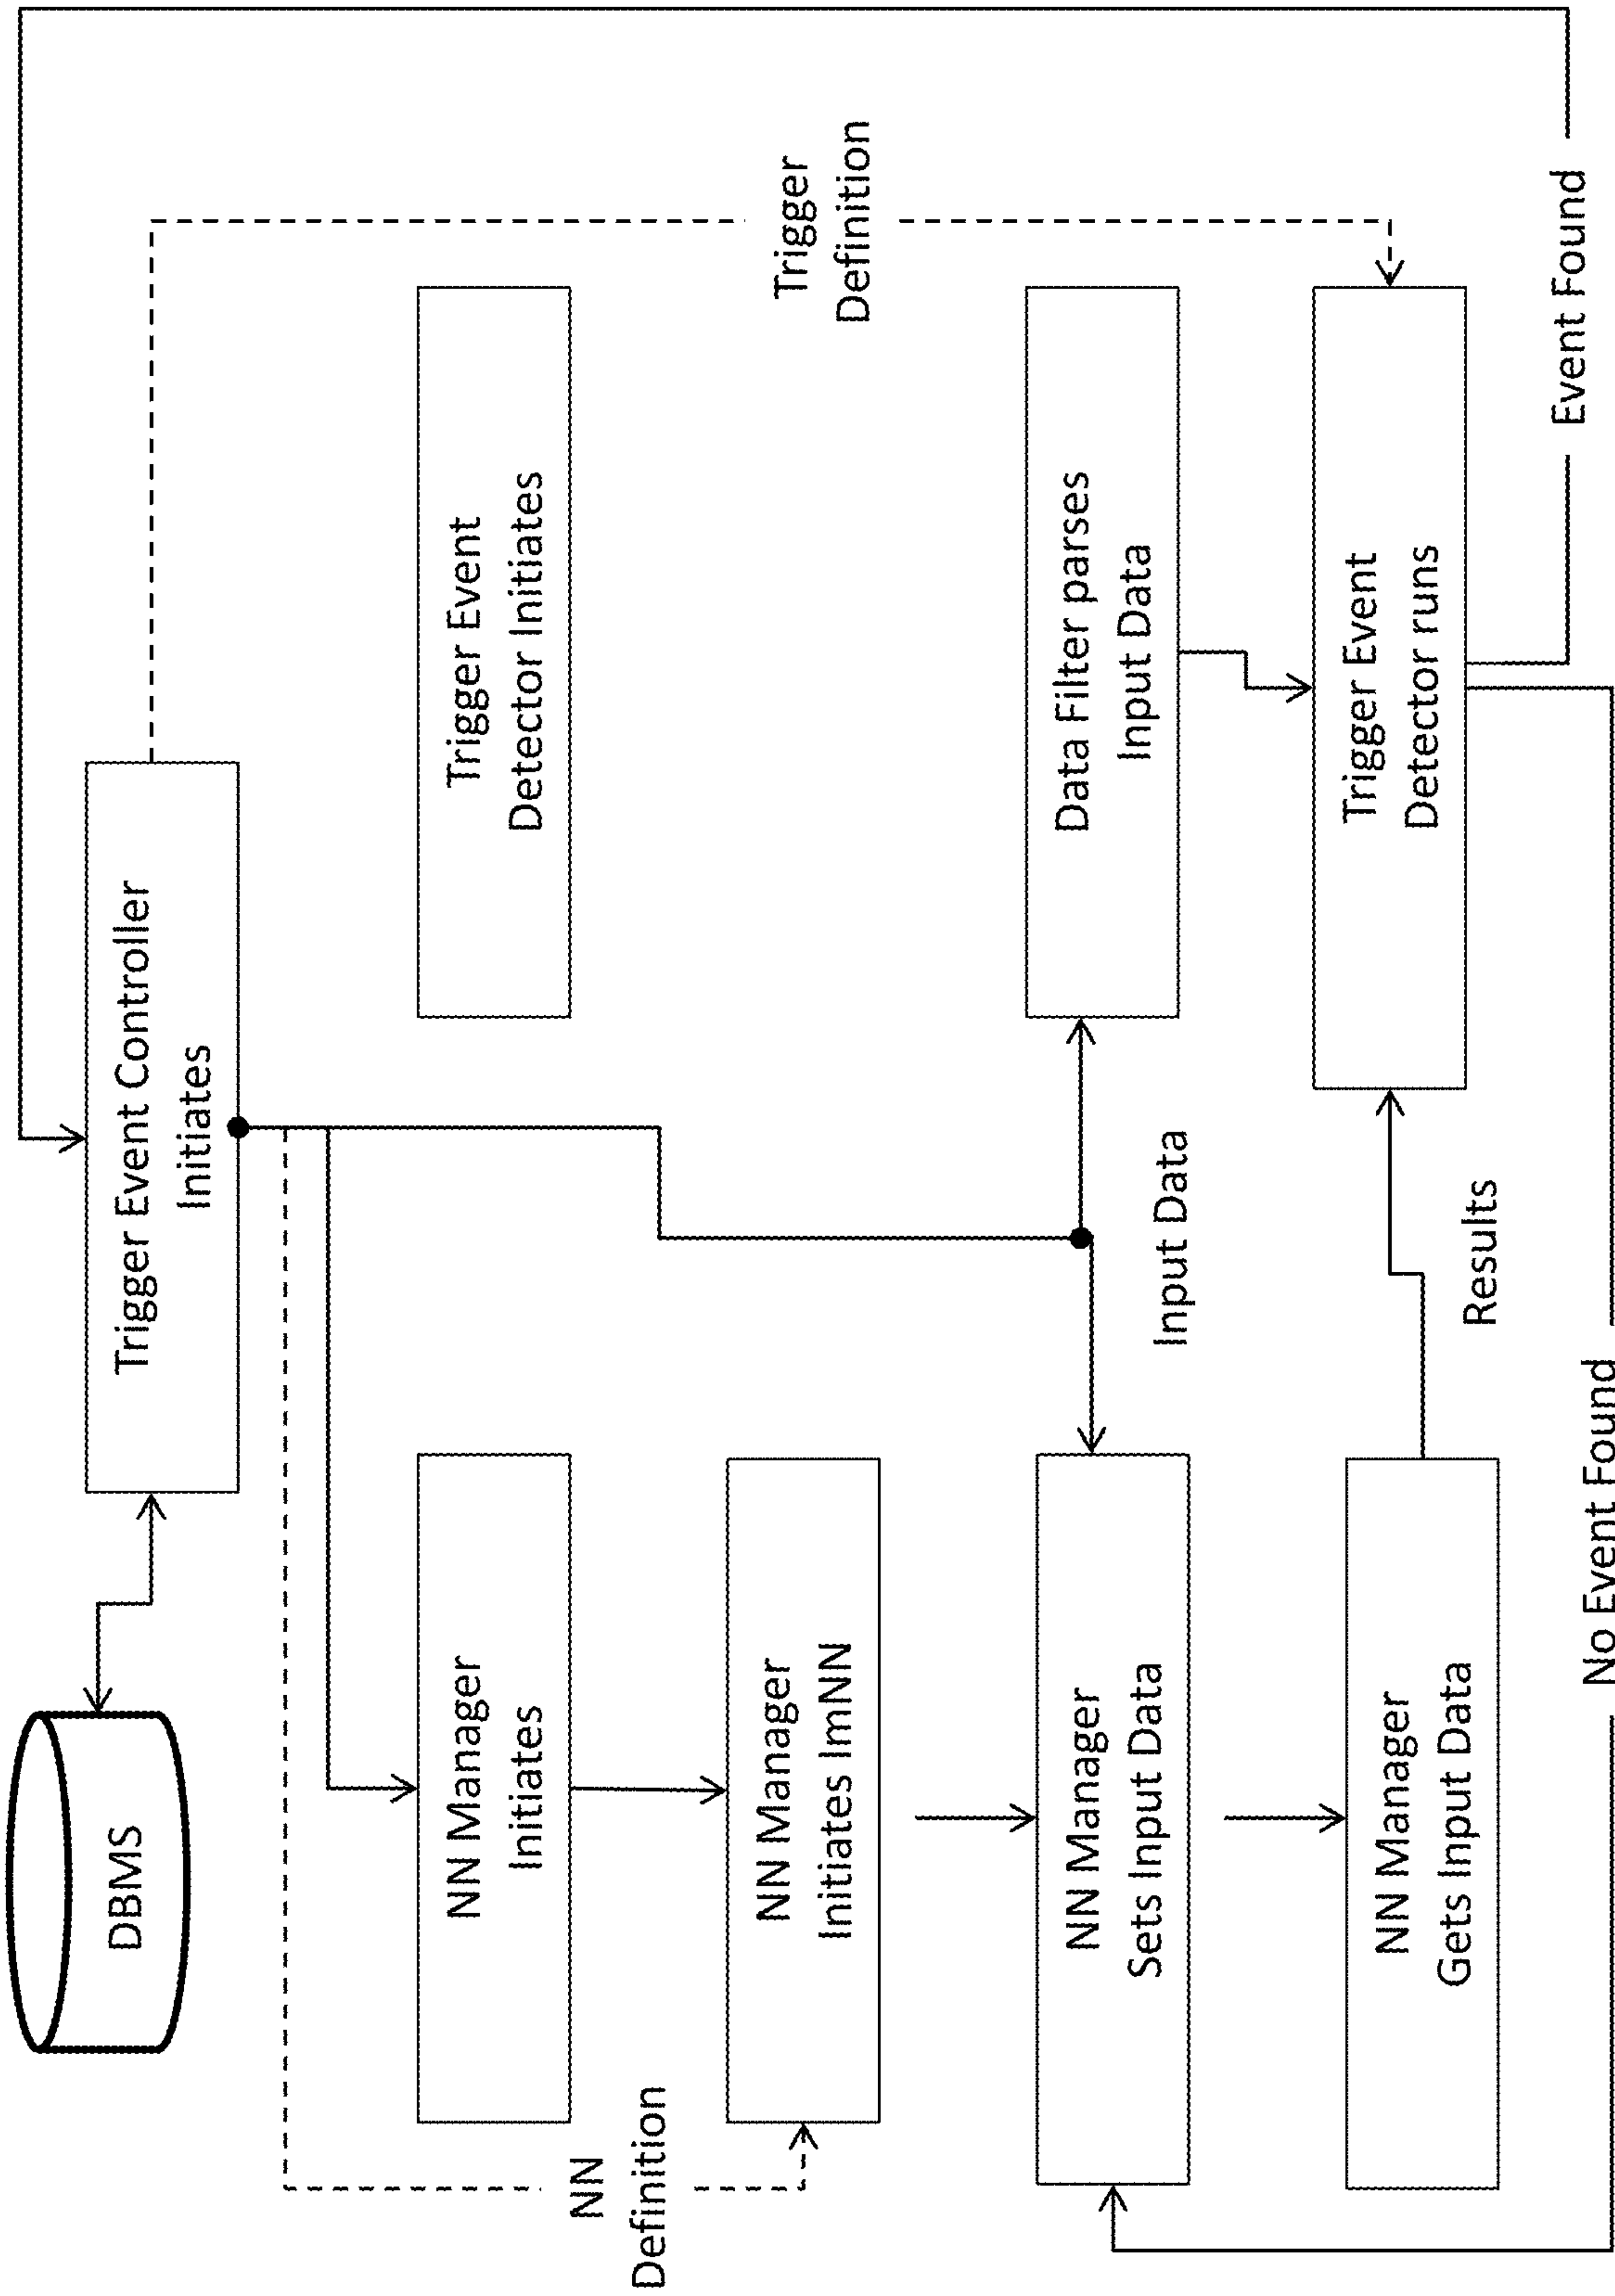 DBMS
Trigger Event Controller
Initiates
NN
Definition
NN Manager
Initiates
Trigger Event
Detector Initiates
NN Manager
Initiates ImNN
Trigger
Definition
NN Manager
Sets Input Data
Input Data
Data Filter parses
Input Data
NN Manager
Gets Input Data
Results
Trigger Event
Detector runs
No Event Found
Event Found